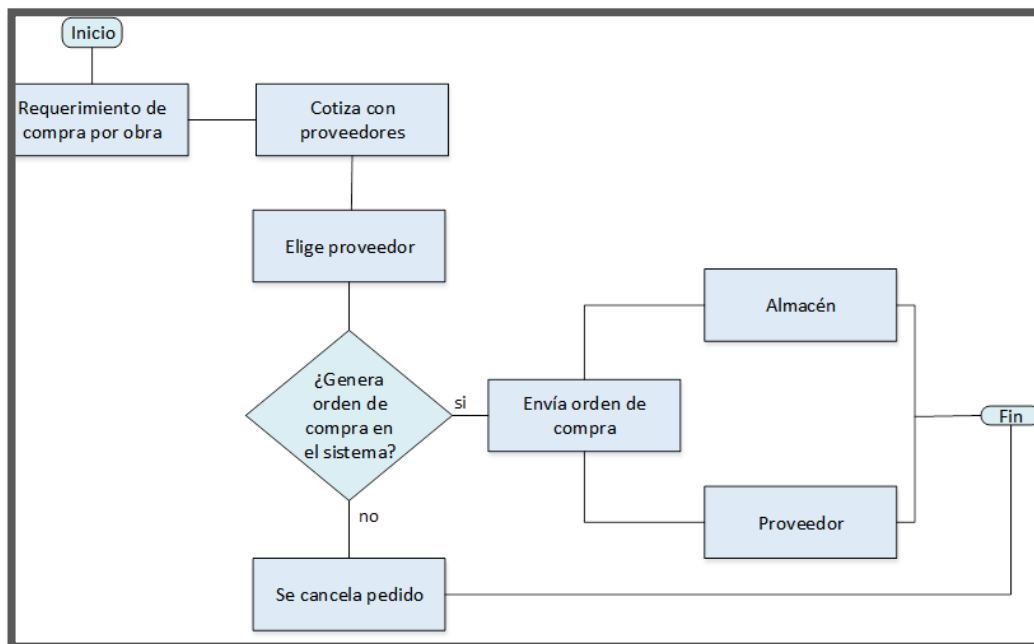 Inicio
Requerimiento de
compra por obra
Cotiza con
proveedores
Elige proveedor
¿Genera
orden de
compra en
el sistema?
si
Envía orden de
compra
Almacén
Proveedor
Fin
no
Se cancela pedido